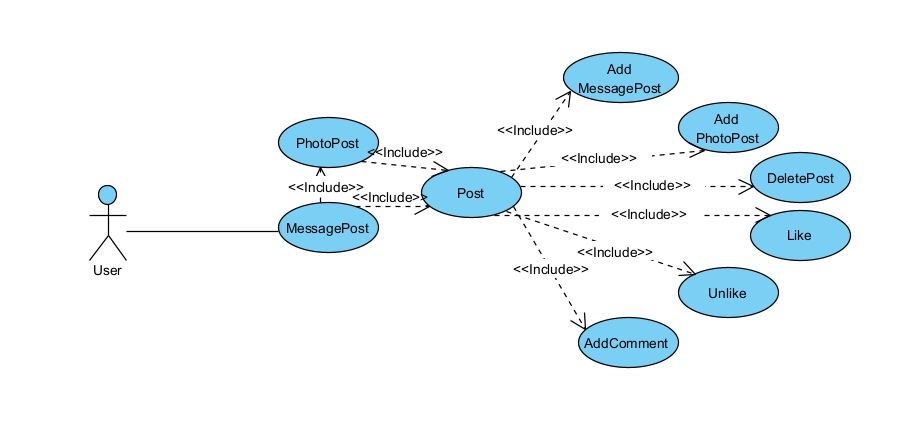 Add
MessagePost
<<Include>>
Add
PhotoPost
PhotoPost
<<Include>>
<<Include>>
DeletePost
<<Include>>
<<Include>>
<<Include>>
Post
<<Include>>
MessagePost
Like
<<Include>>
User
<<Include>>
Unlike
AddComment